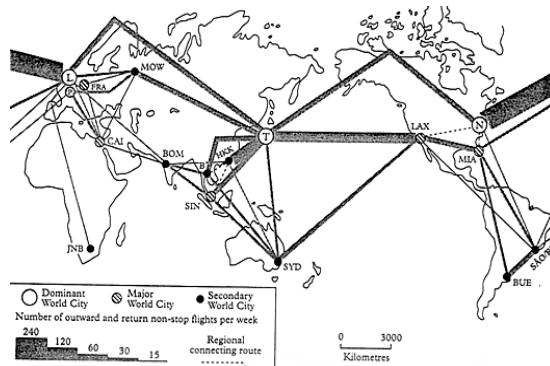 L
MOW
P
FRA
CAI
BOM
B
HKK
T
SIN
LAX
N
MIA
JNB
SYD
BUE
SÃO/R
Dominant World City
Major World City
Secondary World City
Number of outward and return non-stop flights per week
240
120
60
30
15
Regional connecting route
0 3000
Kilometres